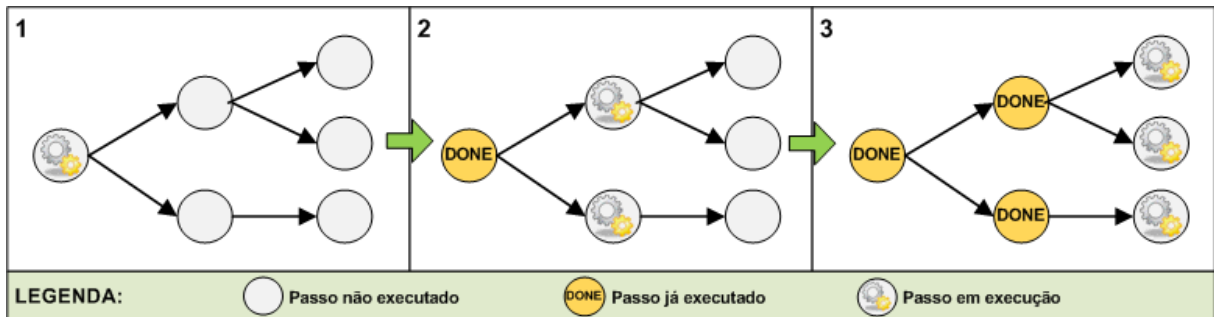 1
2
3
DONE
DONE
DONE
DONE
LEGENDA:
Passo não executado
DONE
Passo já executado
Passo em execução